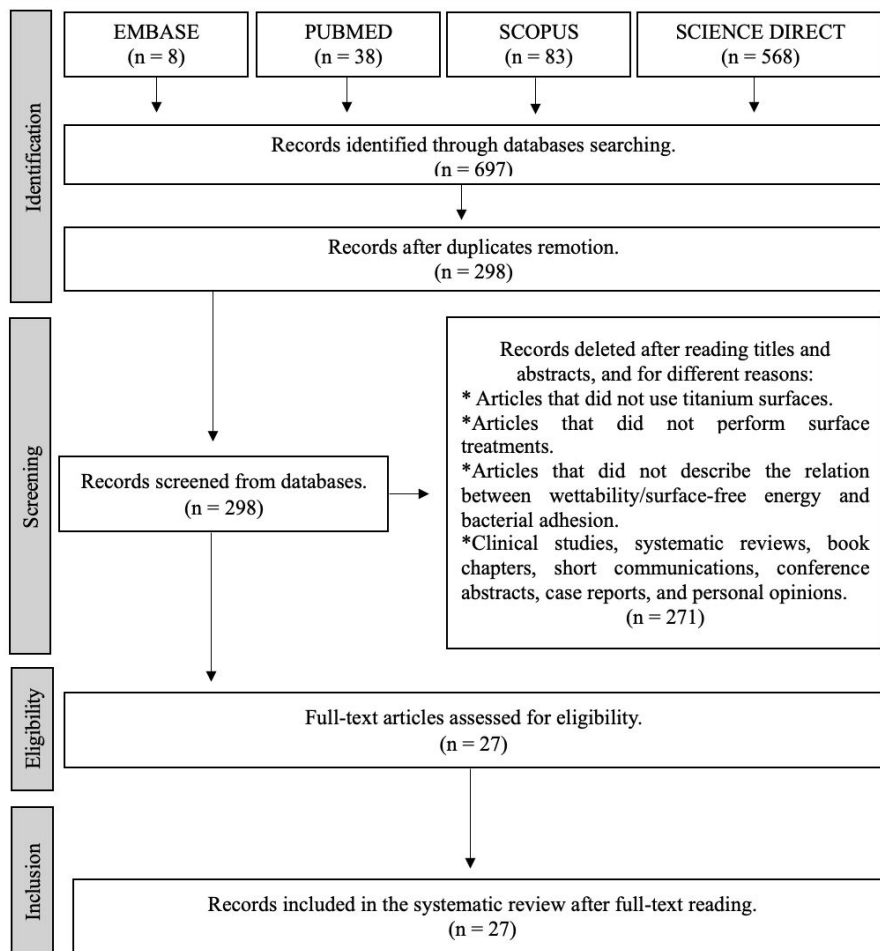 EMBASE
(n = 8)
PUBMED
(n = 38)
SCOPUS
(n = 83)
SCIENCE DIRECT
(n = 568)
Identification
Records identified through databases searching.
(n = 697)
Records after duplicates remotion.
(n = 298)
Screening
Records screened from databases.
(n = 298)
Records deleted after reading titles and
abstracts, and for different reasons:
* Articles that did not use titanium surfaces.
*Articles that did not perform surface
treatments.
*Articles that did not describe the relation
between wettability/surface-free energy and
bacterial adhesion.
*Clinical studies, systematic reviews, book
chapters, short communications, conference
abstracts, case reports, and personal opinions.
(n = 271)
Eligibility
Full-text articles assessed for eligibility.
(n = 27)
Inclusion
Records included in the systematic review after full-text reading.
(n = 27)